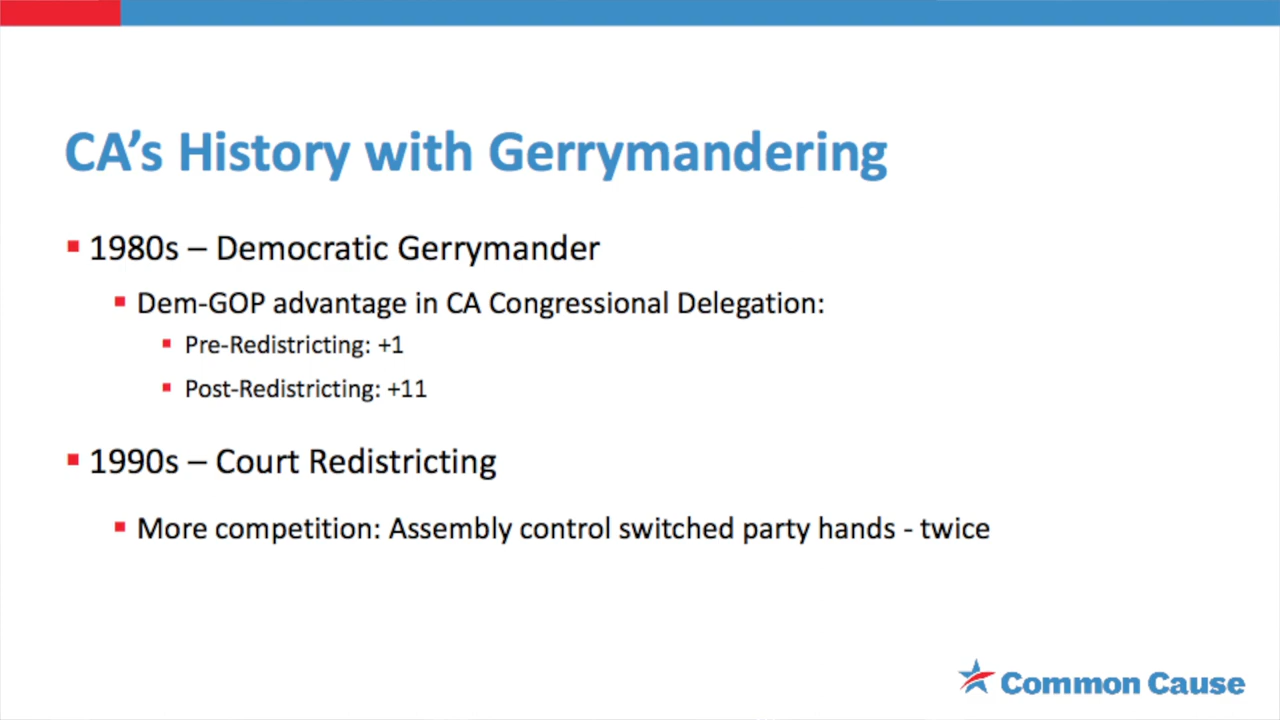 CA’s History with Gerrymandering
1980s – Democratic Gerrymander
Dem-GOP advantage in CA Congressional Delegation:
Pre-Redistricting: +1
Post-Redistricting: +11
1990s – Court Redistricting
More competition: Assembly control switched party hands - twice
Common Cause